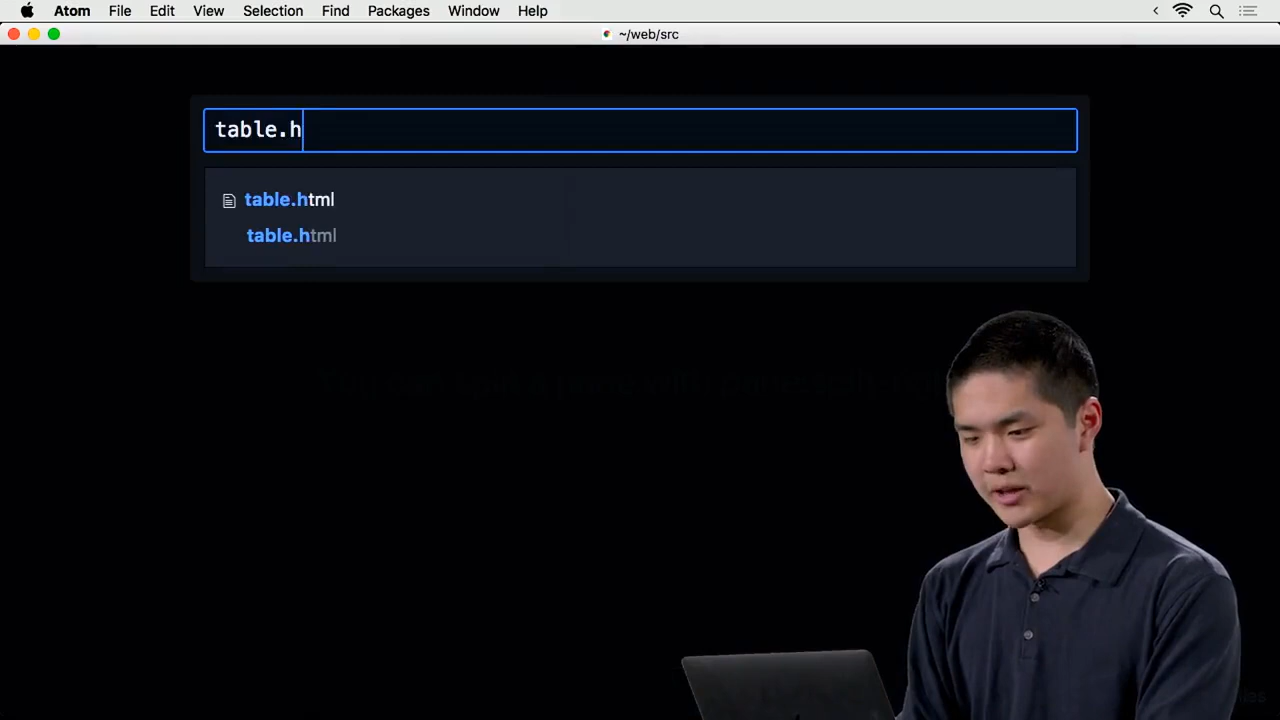 Atom File Edit View Selection Find Packages Window Help
~/web/src
table.h
table.html
table.html